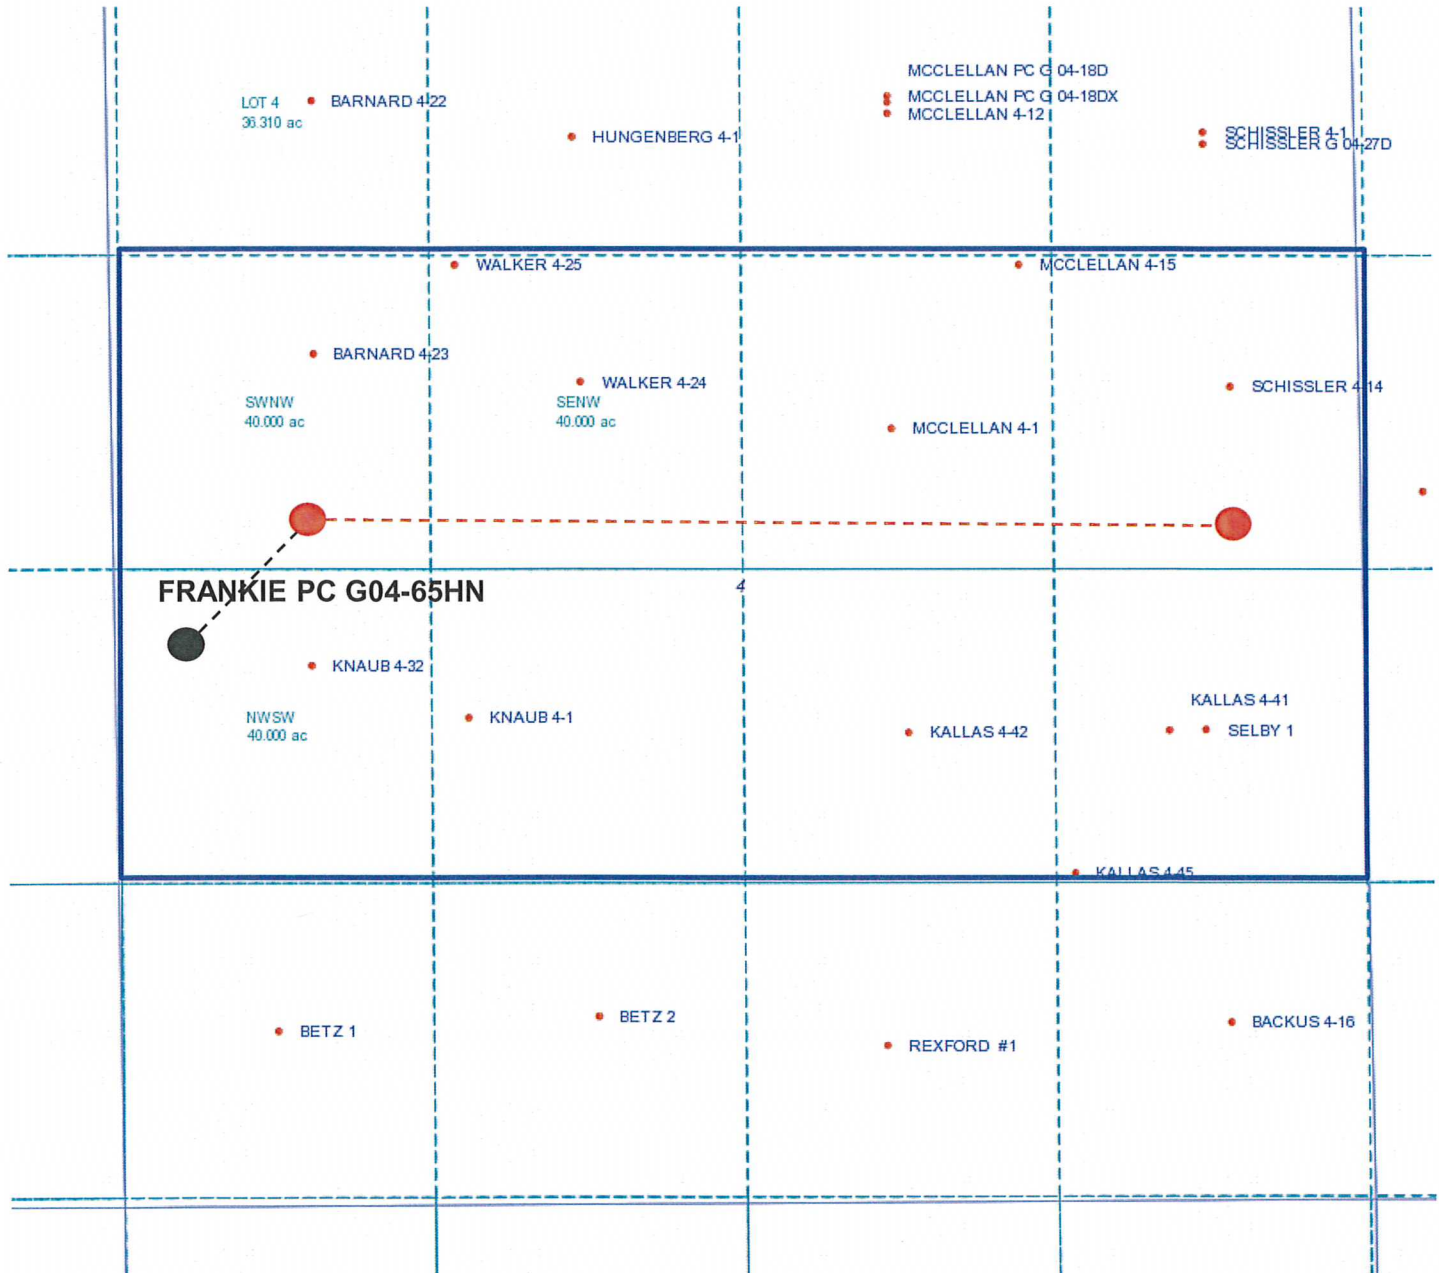 MCCLELLAN PC G 04-18D
LOT 4
36.310 ac
BARNARD 4-22
MCCLELLAN PC G 04-18DX
MCCLELLAN 4-12
HUNGENBERG 4-1
SCHISSLER 4-1
SCHISSLER G 04-27D
WALKER 4-25
MCCLELLAN 4-15
BARNARD 4-23
WALKER 4-24
SCHISSLER 4-14
SWNW
40.000 ac
SENW
40.000 ac
MCCLELLAN 4-1
FRANKIE PC G04-65HN
4
KNAUB 4-32
KALLAS 4-41
NWSW
40.000 ac
KNAUB 4-1
KALLAS 4-42
SELBY 1
KALLAS 4-45
BETZ 1
BETZ 2
BACKUS 4-16
REXFORD #1